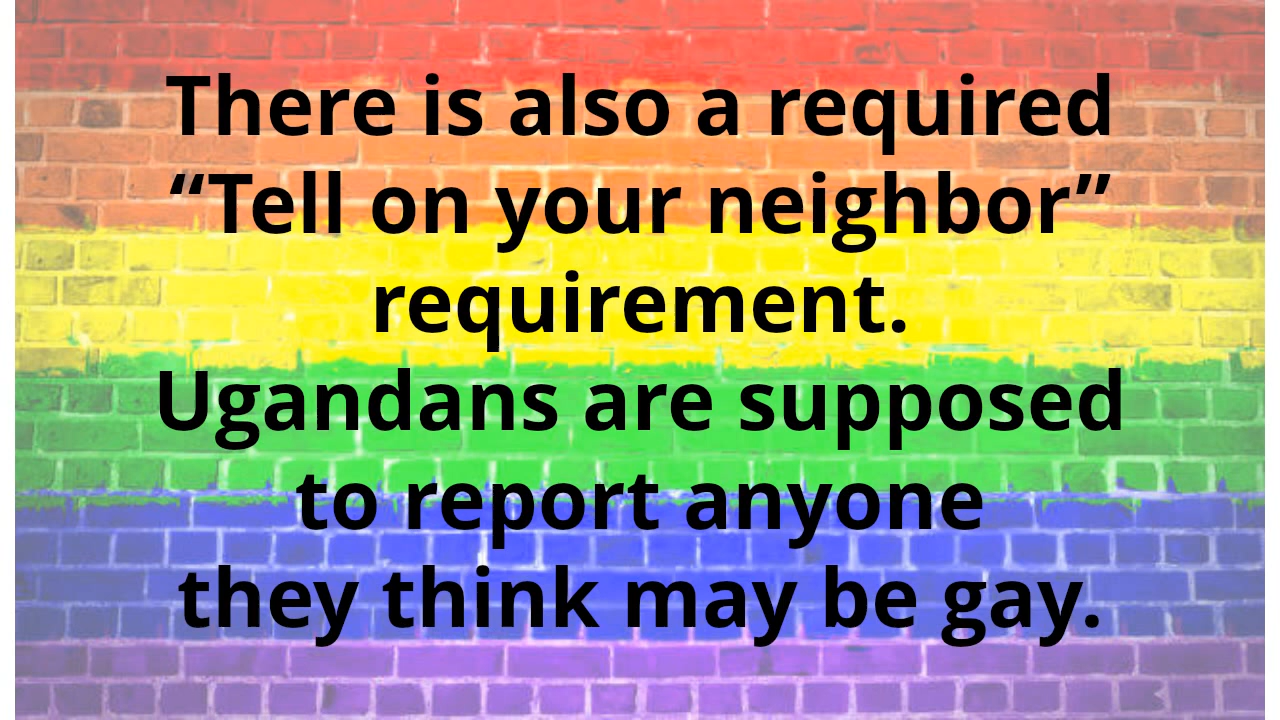 There is also a required
“Tell on your neighbor”
requirement.
Ugandans are supposed
to report anyone
they think may be gay.